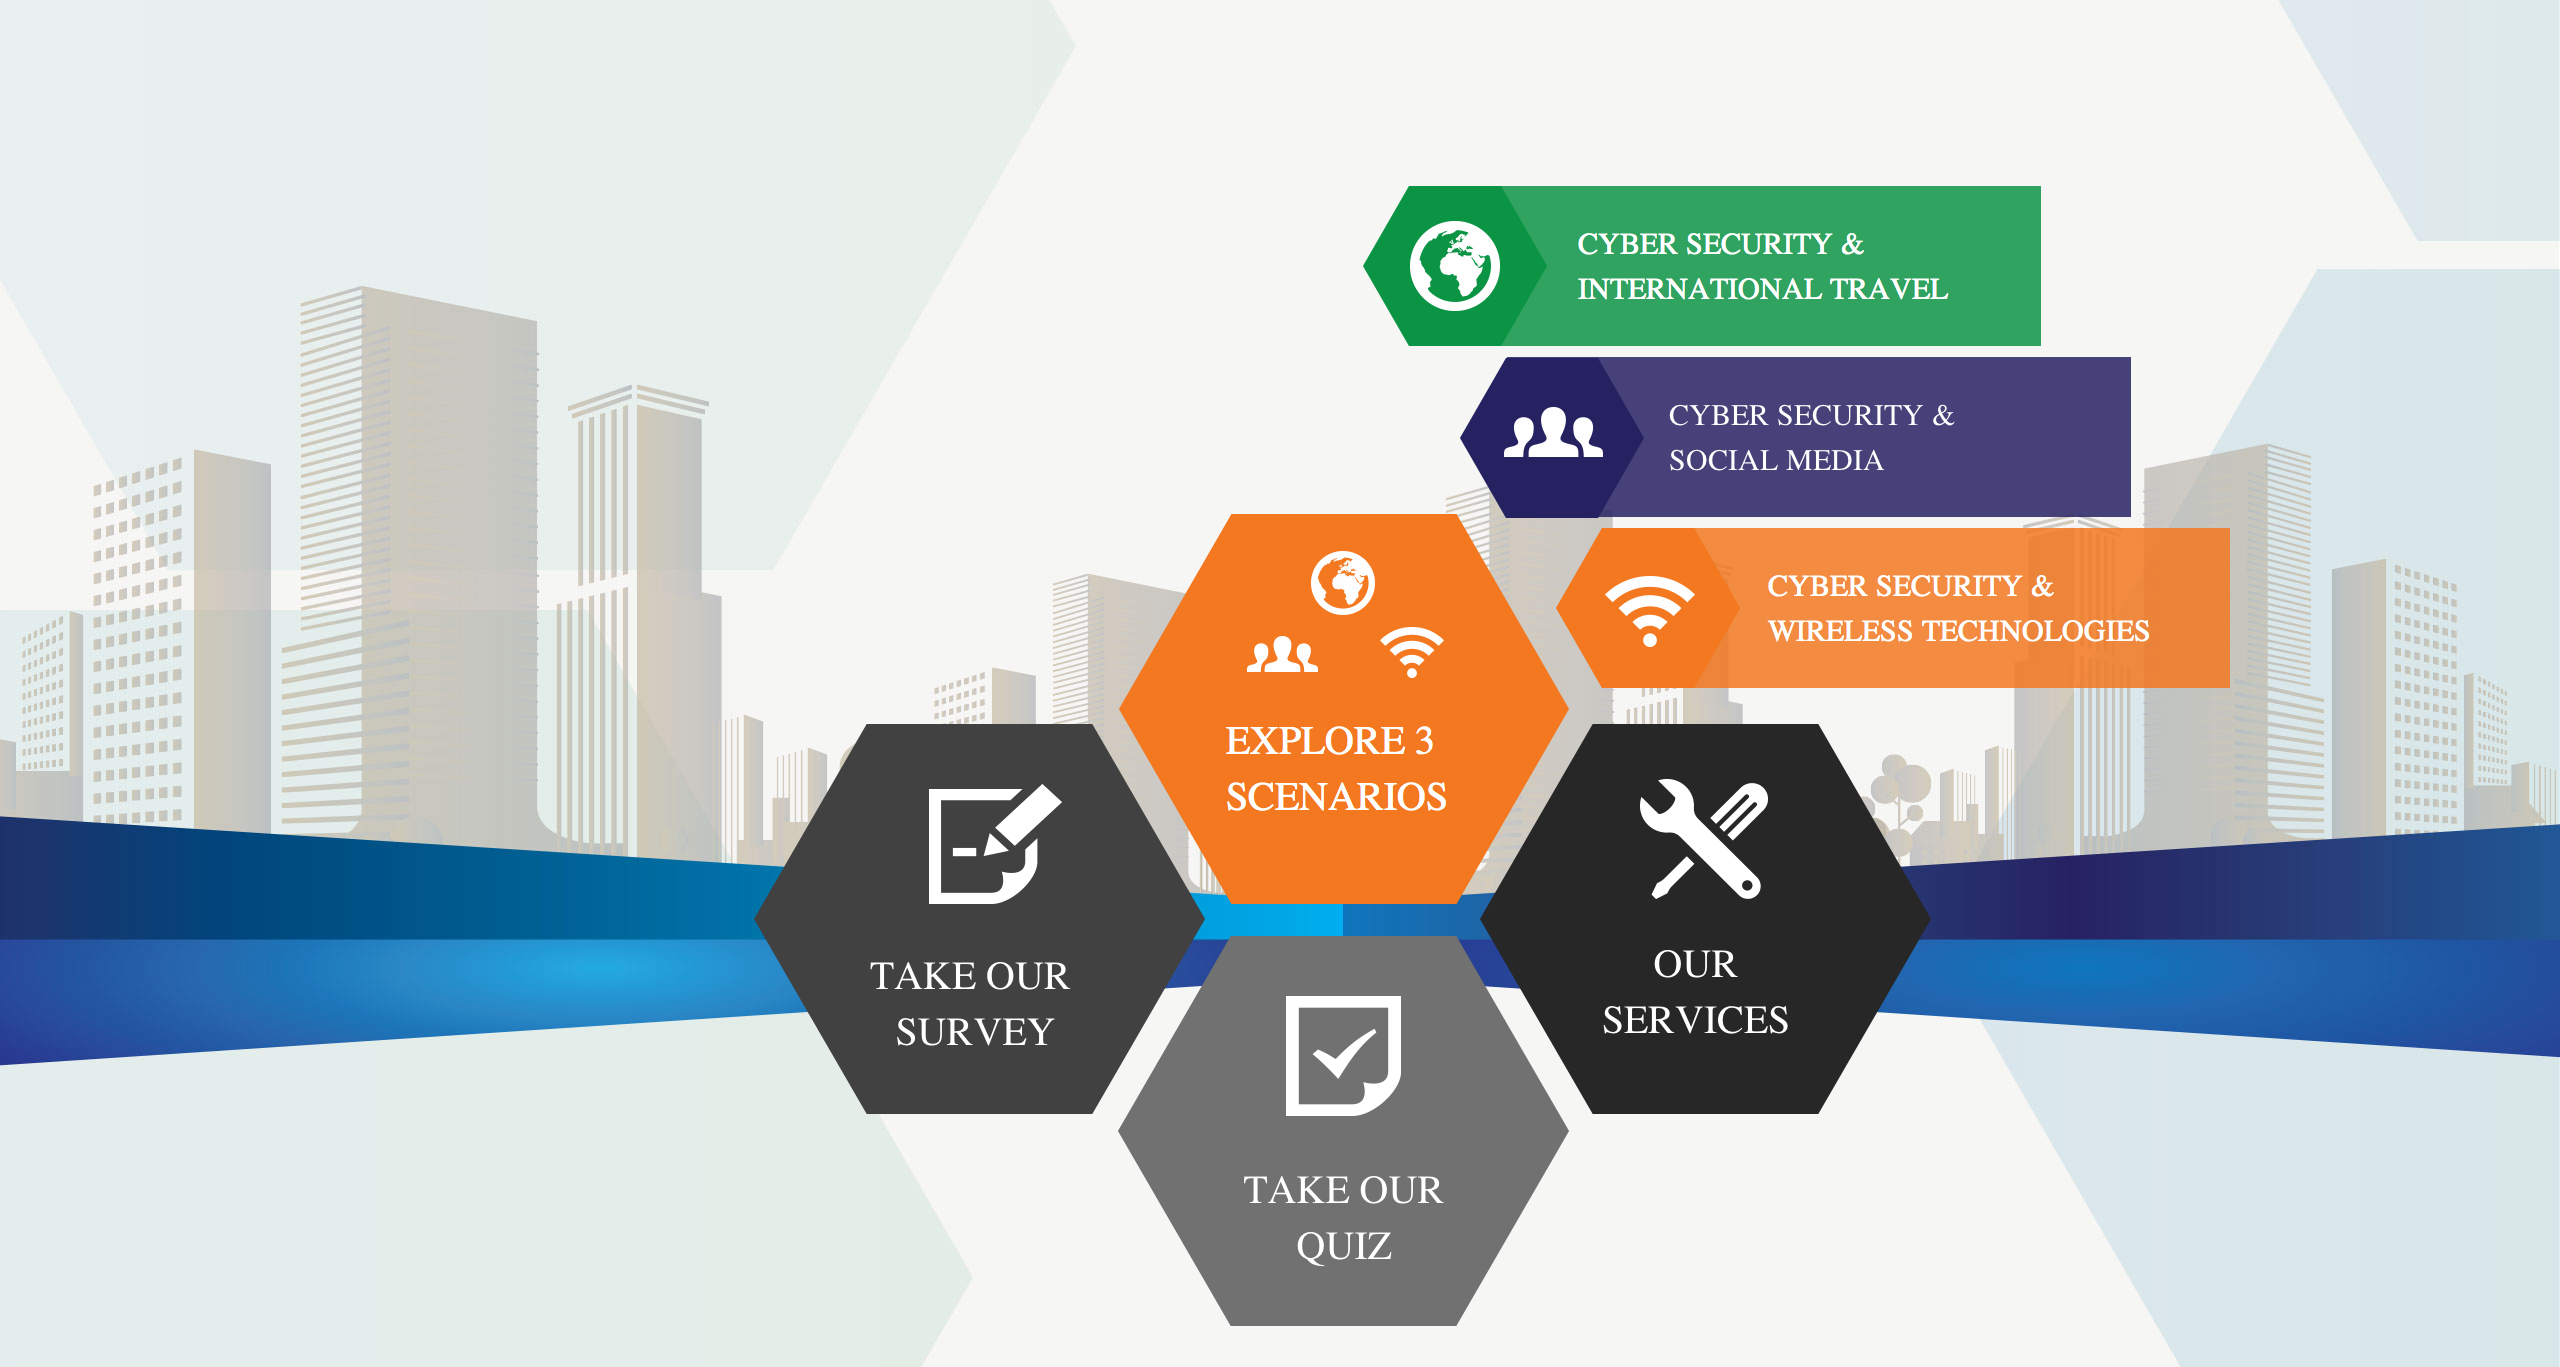 CYBER SECURITY &
INTERNATIONAL TRAVEL
CYBER SECURITY &
SOCIAL MEDIA
CYBER SECURITY &
WIRELESS TECHNOLOGIES
EXPLORE 3
SCENARIOS
TAKE OUR
SURVEY
OUR
SERVICES
TAKE OUR
QUIZ